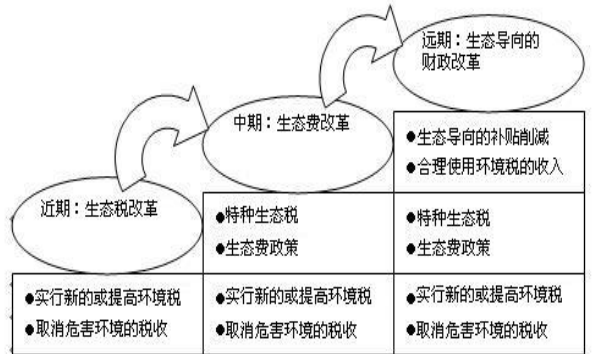 远期：生态导向的
财政改革
中期：生态费改革
●生态导向的补贴削减
●合理使用环境税的收入
近期：生态税改革
●特种生态税
●生态费政策
●特种生态税
●生态费政策
●实行新的或提高环境税
●取消危害环境的税收
●实行新的或提高环境税
●取消危害环境的税收
●实行新的或提高环境税
●取消危害环境的税收